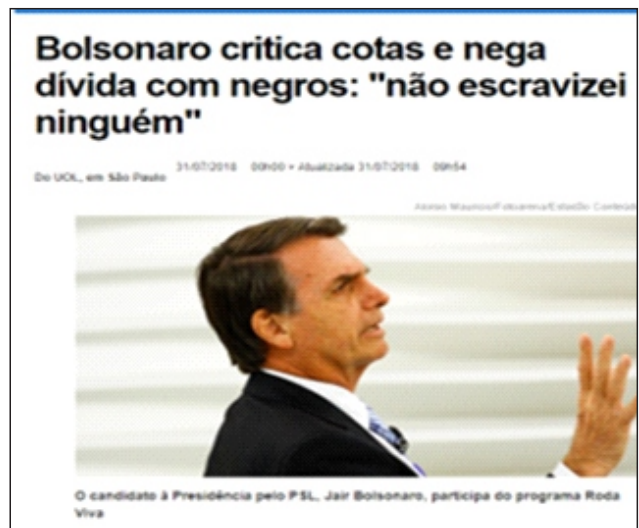 Bolsonaro critica cotas e nega
dívida com negros: "não escravizei
ninguém"
31/07/2018 00h00 • Atualizada 31/07/2018 09h54
Do UOL, em São Paulo
O candidato à Presidência pelo PSL, Jair Bolsonaro, participa do programa Roda
Viva